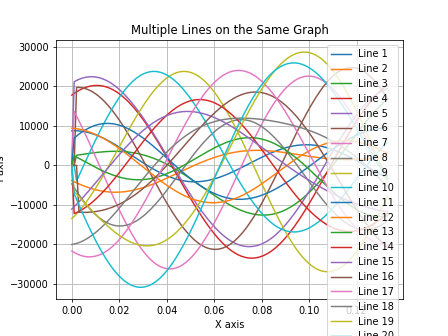 Multiple Lines on the Same Graph
30000
20000
10000
0
−10000
−20000
−30000
0.00
0.02
0.04
0.06
0.08
0.10
X axis
Line 1
Line 2
Line 3
Line 4
Line 5
Line 6
Line 7
Line 8
Line 9
Line 10
Line 11
Line 12
Line 13
Line 14
Line 15
Line 16
Line 17
Line 18
Line 19
Line 20